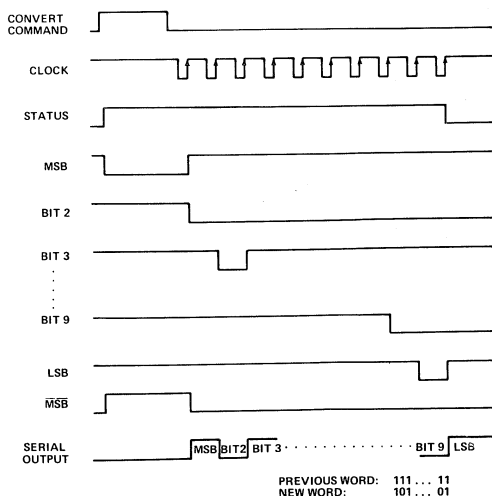 CONVERT
COMMAND
CLOCK
STATUS
MSB
BIT 2
BIT 3
BIT 9
LSB
M̅S̅B̅
SERIAL
OUTPUT
MSB BIT2 BIT 3 BIT 9 LSB
PREVIOUS WORD: 111 ... 11
NEW WORD: 101 ... 01